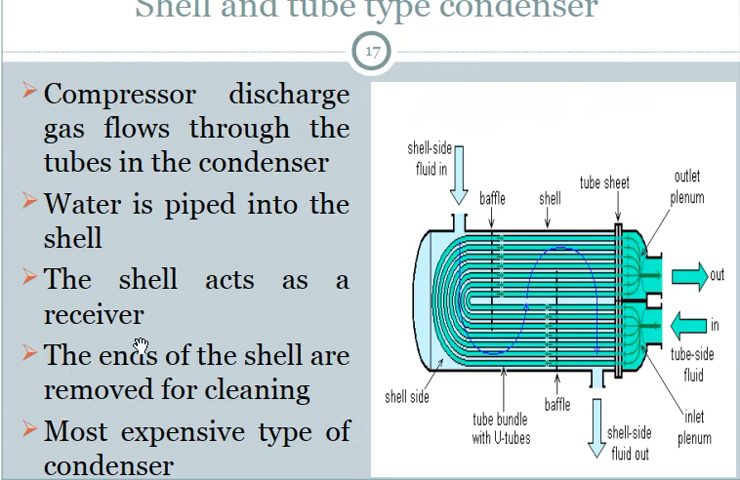 Shell and tube type condenser
17
Compressor discharge
gas flows through the
tubes in the condenser
Water is piped into the
shell
The shell acts as a
receiver
The ends of the shell are
removed for cleaning
Most expensive type of
condenser
shell-side
fluid in
baffle
shell
tube sheet
outlet
plenum
out
in
tube-side
fluid
shell side
tube bundle
with U-tubes
baffle
shell-side
fluid out
inlet
plenum